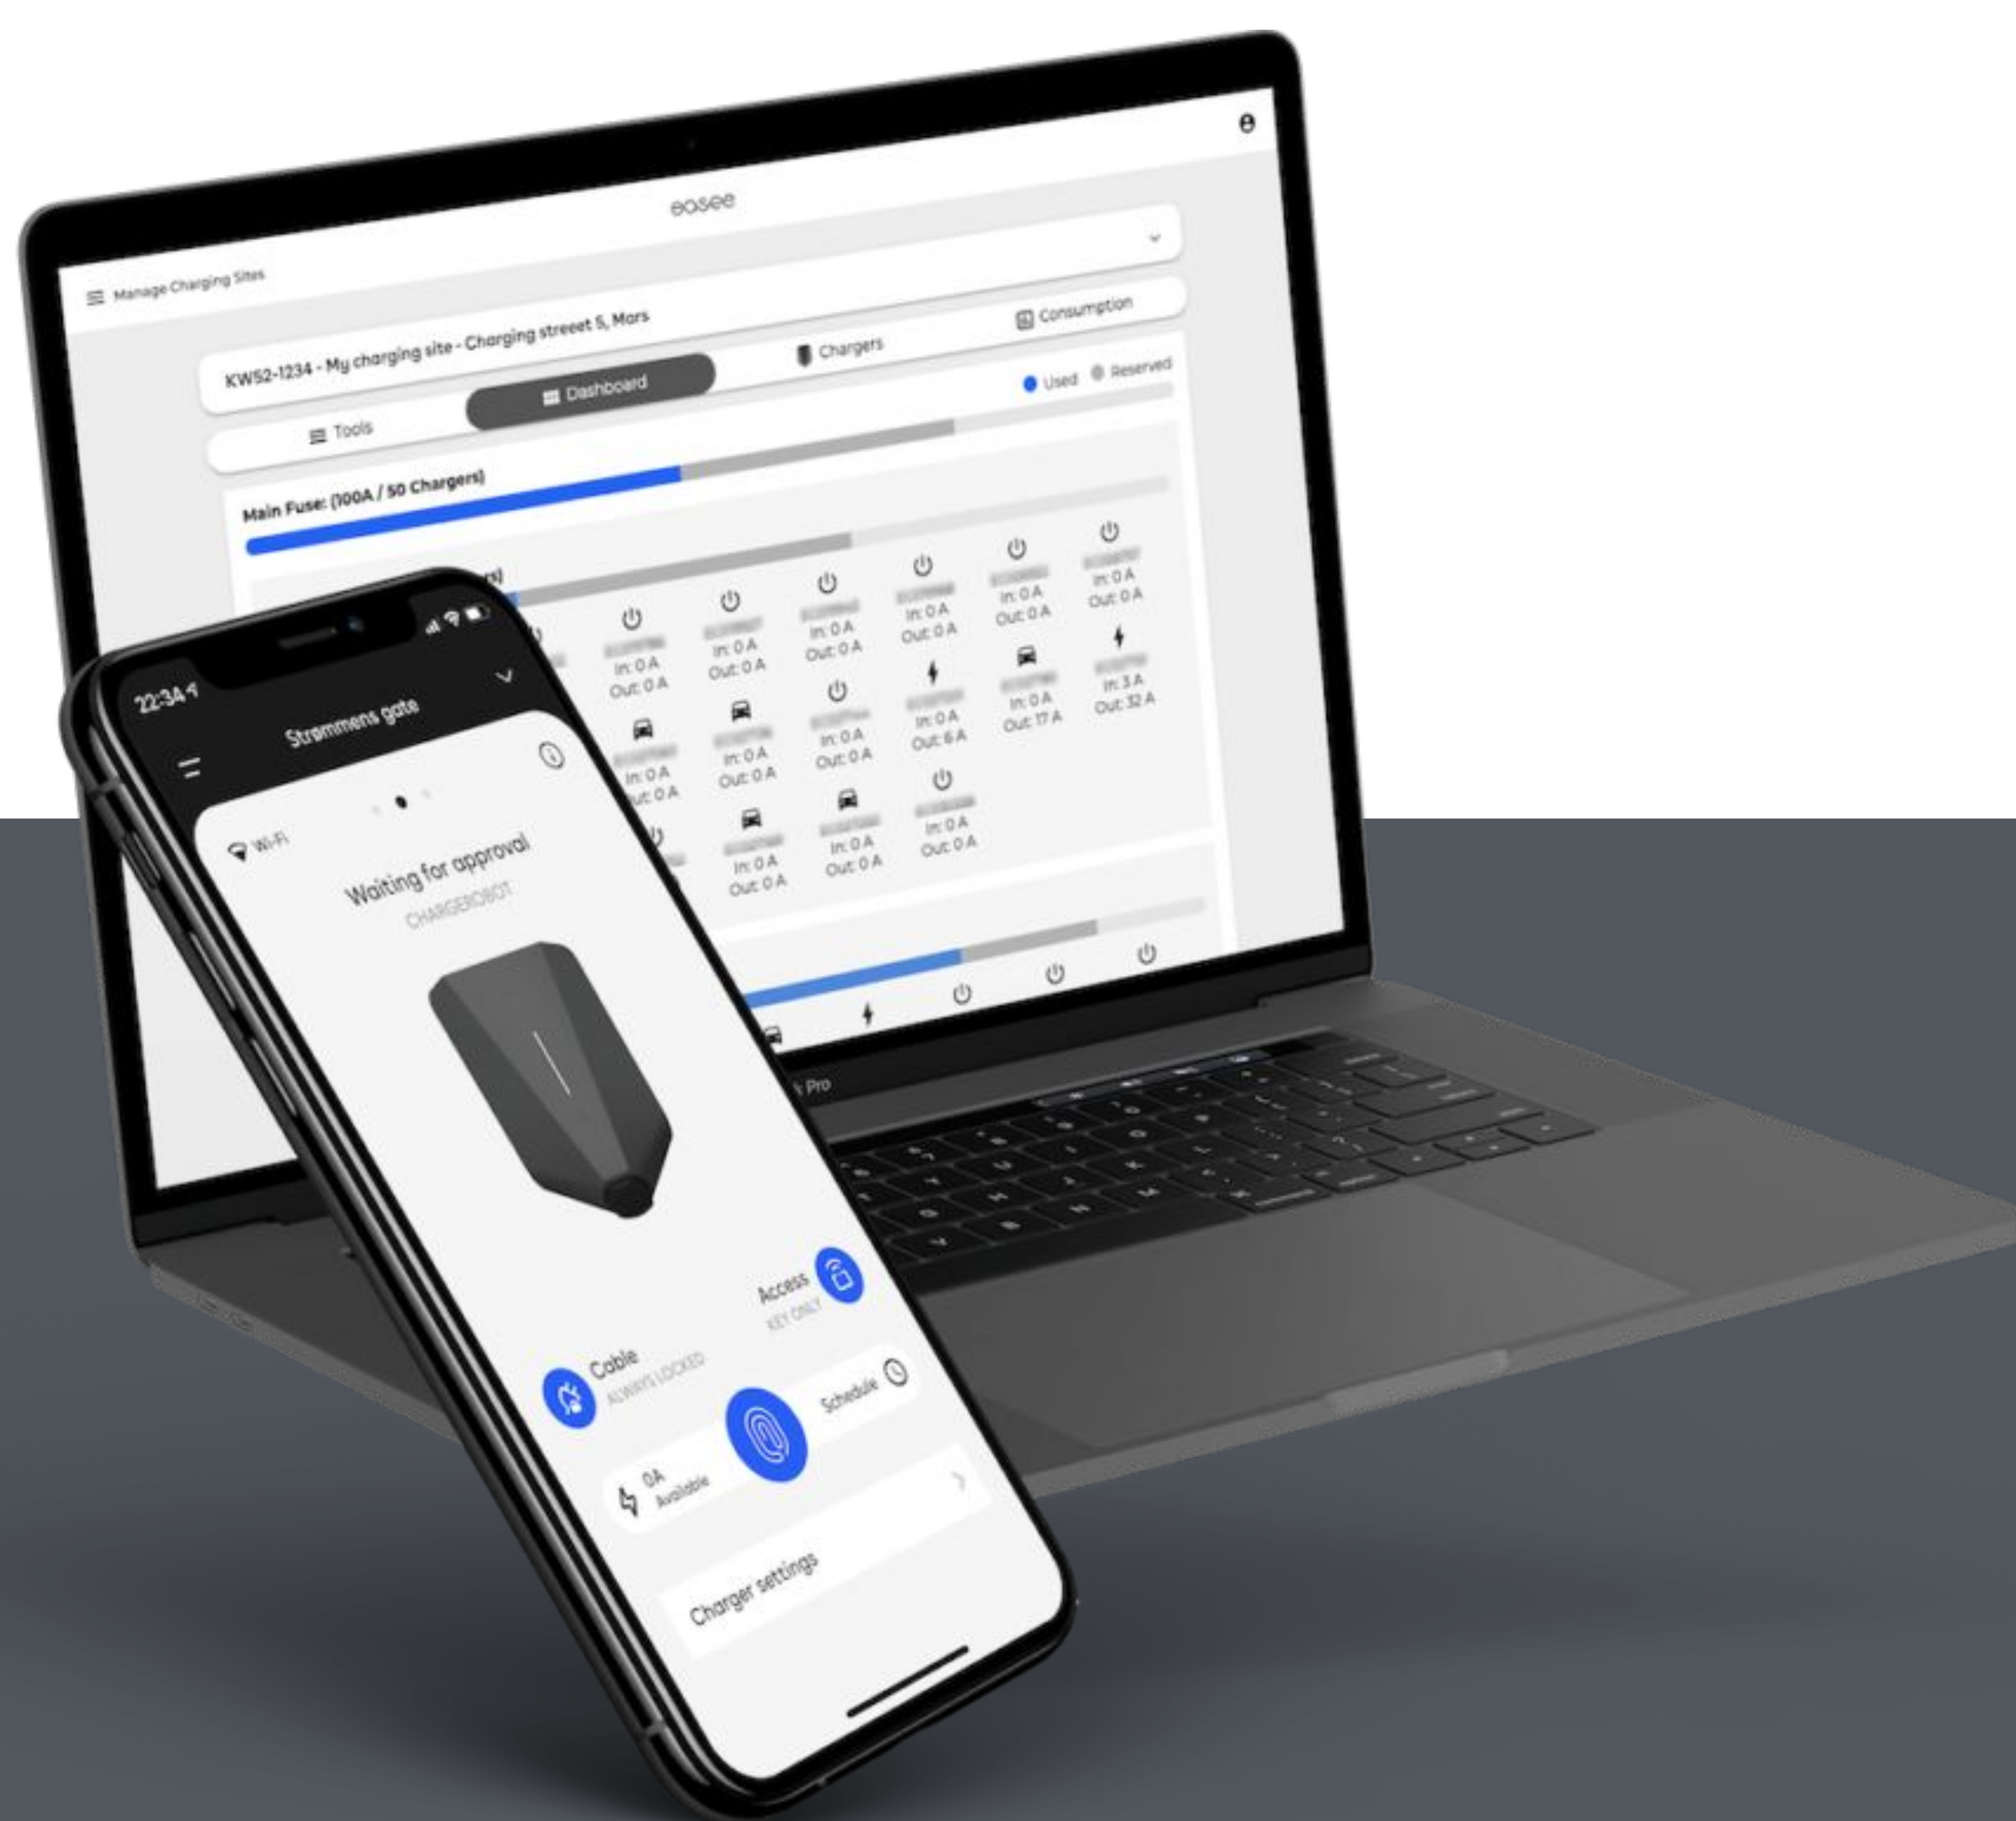 easee
Manage Charging Sites
KW52-1234 - My charging site - Charging streeet 5, Mars
Tools
Dashboard
Chargers
Consumption
Used
Reserved
Main Fuse: (100A / 50 Chargers)
rs)
In: 0 A
Out: 0 A
In: 0 A
Out: 0 A
In: 0 A
Out: 0 A
In: 0 A
Out: 0 A
In: 0 A
Out: 0 A
In: 0 A
Out: 0 A
In: 0 A
ut: 0 A
In: 0 A
Out: 0 A
In: 0 A
Out: 0 A
In: 0 A
Out: 6 A
In: 0 A
Out: 17 A
In: 3 A
Out: 32 A
In: 0 A
Out: 0 A
In: 0 A
Out: 0 A
In: 0 A
Out: 0 A
Pro
22:34
Strømmens gate
Wi-Fi
Waiting for approval
CHARGEROBOT
Access
KEY ONLY
Cable
ALWAYS LOCKED
0A
Available
Schedule
Charger settings